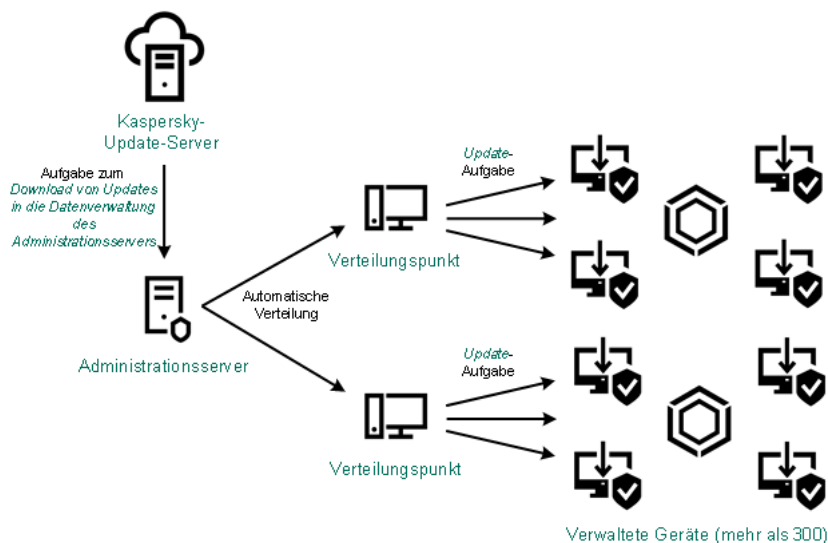 Kaspersky-
Update-Server
Aufgabe zum
Download von Updates
in die Datenverwaltung
des
Administrationsservers
Administrationsserver
Automatische
Verteilung
Verteilungspunkt
Update-
Aufgabe
Verteilungspunkt
Update-
Aufgabe
Verwaltete Geräte (mehr als 300)